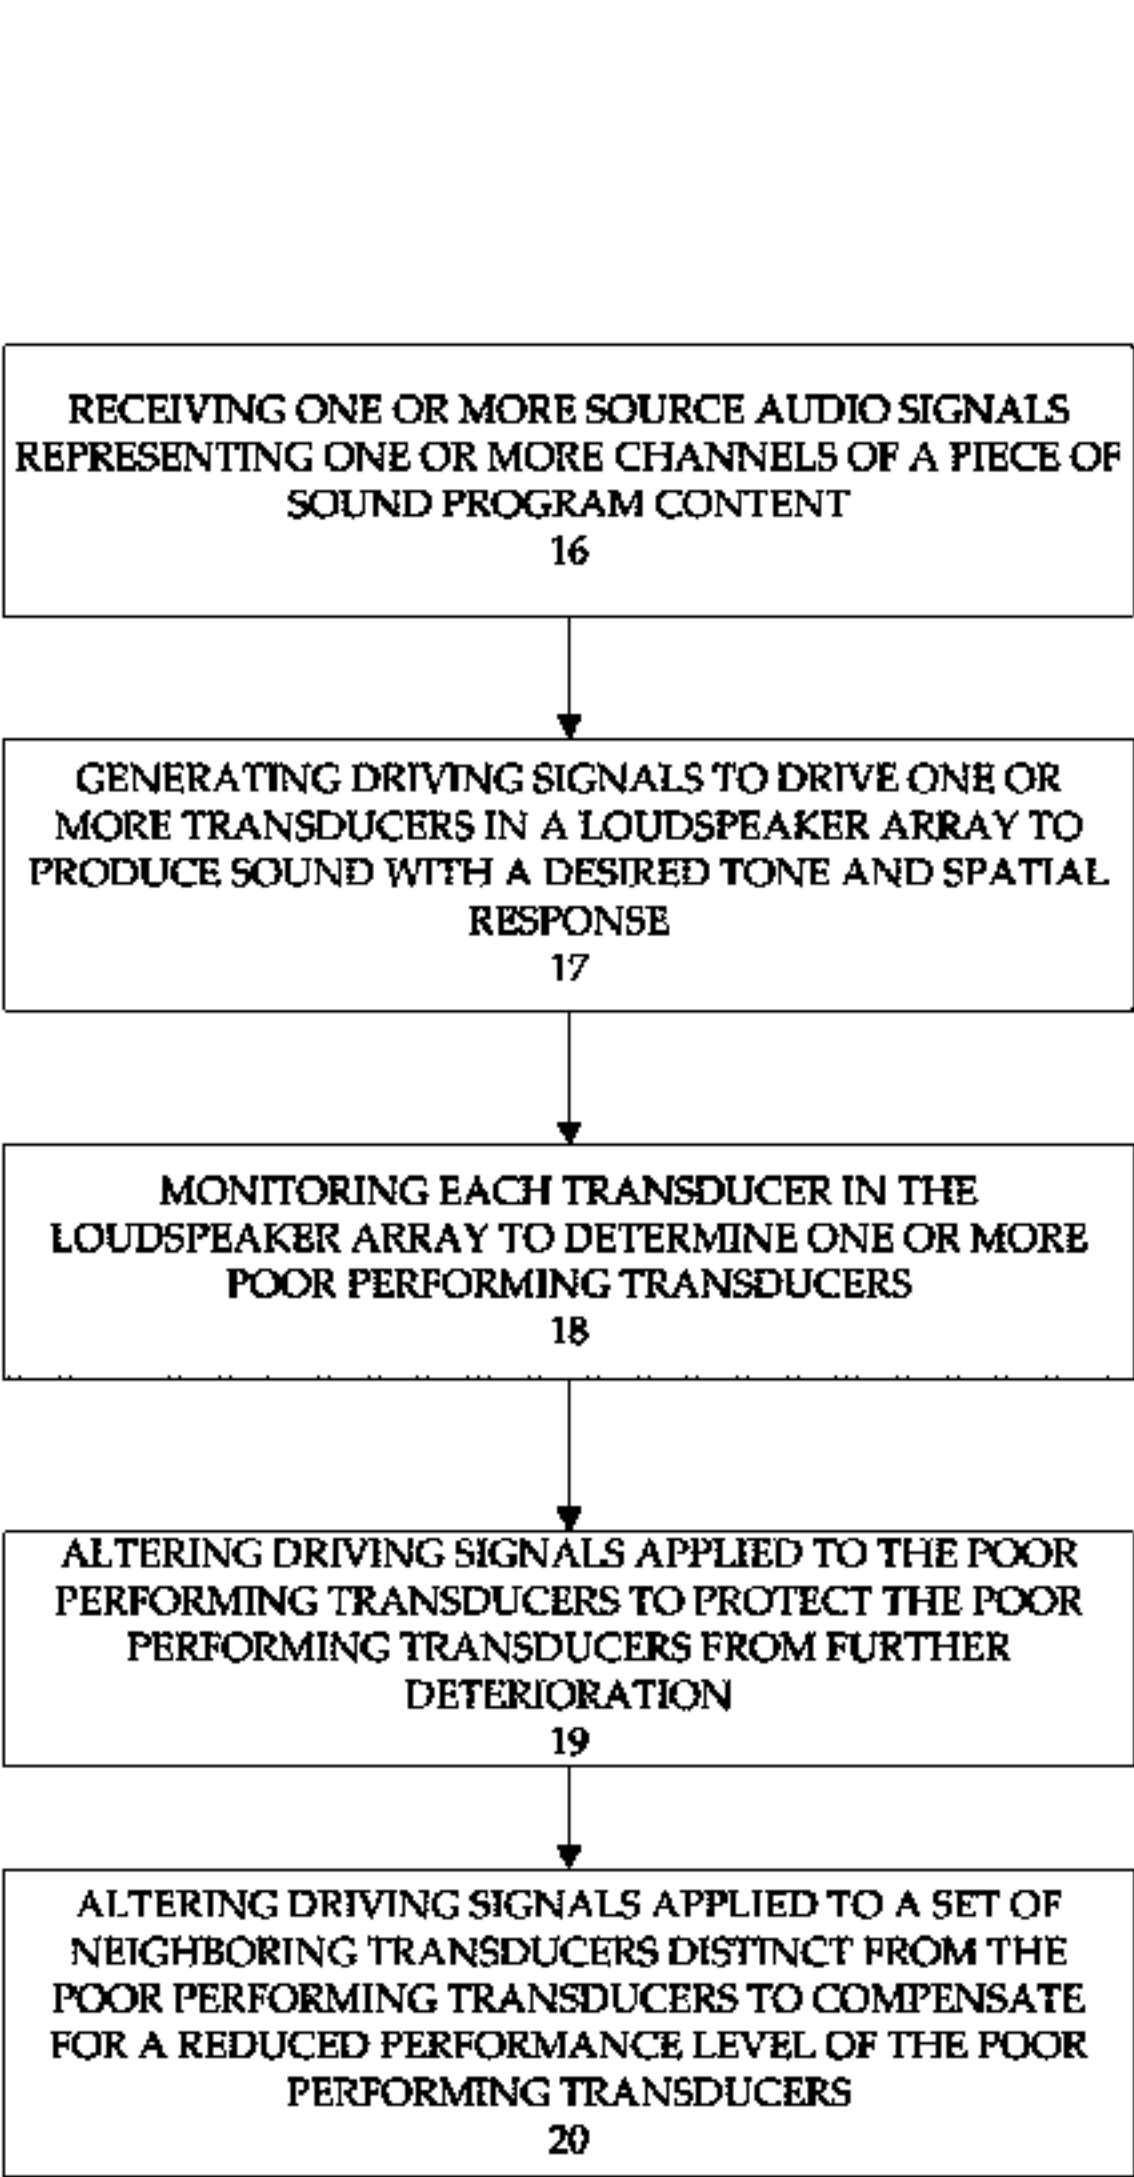 RECEIVING ONE OR MORE SOURCE AUDIO SIGNALS
REPRESENTING ONE OR MORE CHANNELS OF A PIECE OF
SOUND PROGRAM CONTENT
16
GENERATING DRIVING SIGNALS TO DRIVE ONE OR
MORE TRANSDUCERS IN A LOUDSPEAKER ARRAY TO
PRODUCE SOUND WITH A DESIRED TONE AND SPATIAL
RESPONSE
17
MONITORING EACH TRANSDUCER IN THE
LOUDSPEAKER ARRAY TO DETERMINE ONE OR MORE
POOR PERFORMING TRANSDUCERS
18
ALTERING DRIVING SIGNALS APPLIED TO THE POOR
PERFORMING TRANSDUCERS TO PROTECT THE POOR
PERFORMING TRANSDUCERS FROM FURTHER
DETERIORATION
19
ALTERING DRIVING SIGNALS APPLIED TO A SET OF
NEIGHBORING TRANSDUCERS DISTINCT FROM THE
POOR PERFORMING TRANSDUCERS TO COMPENSATE
FOR A REDUCED PERFORMANCE LEVEL OF THE POOR
PERFORMING TRANSDUCERS
20